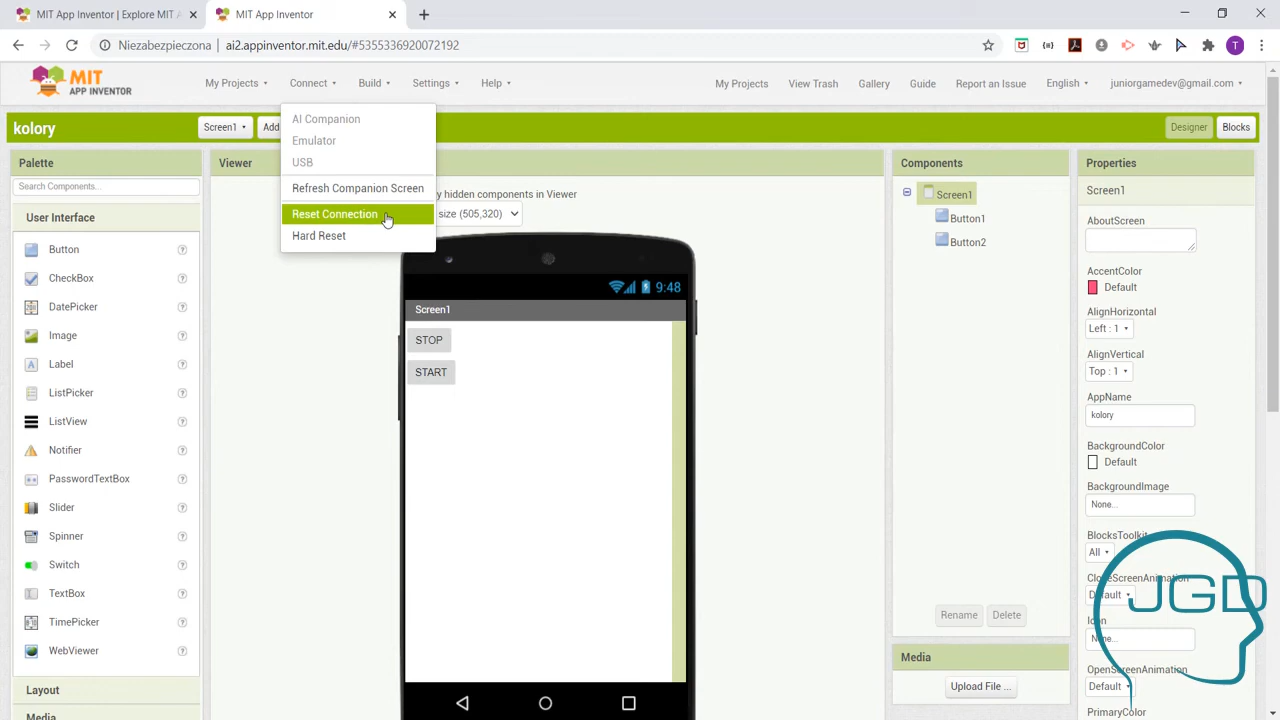 MIT App Inventor | Explore MIT A
MIT App Inventor
Niezabezpieczona
ai2.appinventor.mit.edu/#5355336920072192
T
MIT
APP INVENTOR
My Projects
Connect
Build
Settings
Help
My Projects
View Trash
Gallery
Guide
Report an Issue
English
juniorgamedev@gmail.com
kolory
Screen1
Add
Designer
Blocks
AI Companion
Emulator
USB
Refresh Companion Screen
Reset Connection
Hard Reset
Palette
Search Components...
User Interface
Button
CheckBox
DatePicker
Image
Label
ListPicker
ListView
Notifier
PasswordTextBox
Slider
Spinner
Switch
TextBox
TimePicker
WebViewer
Layout
Media
Viewer
y hidden components in Viewer
size (505,320)
9:48
Screen1
STOP
START
Components
Screen1
Button1
Button2
Rename
Delete
Media
Upload File ...
Properties
Screen1
AboutScreen
AccentColor
Default
AlignHorizontal
Left : 1
AlignVertical
Top : 1
AppName
kolory
BackgroundColor
Default
BackgroundImage
None...
BlocksToolkit
All
CloseScreenAnimation
Default
Icon
None...
OpenScreenAnimation
Default
PrimaryColor
JGD